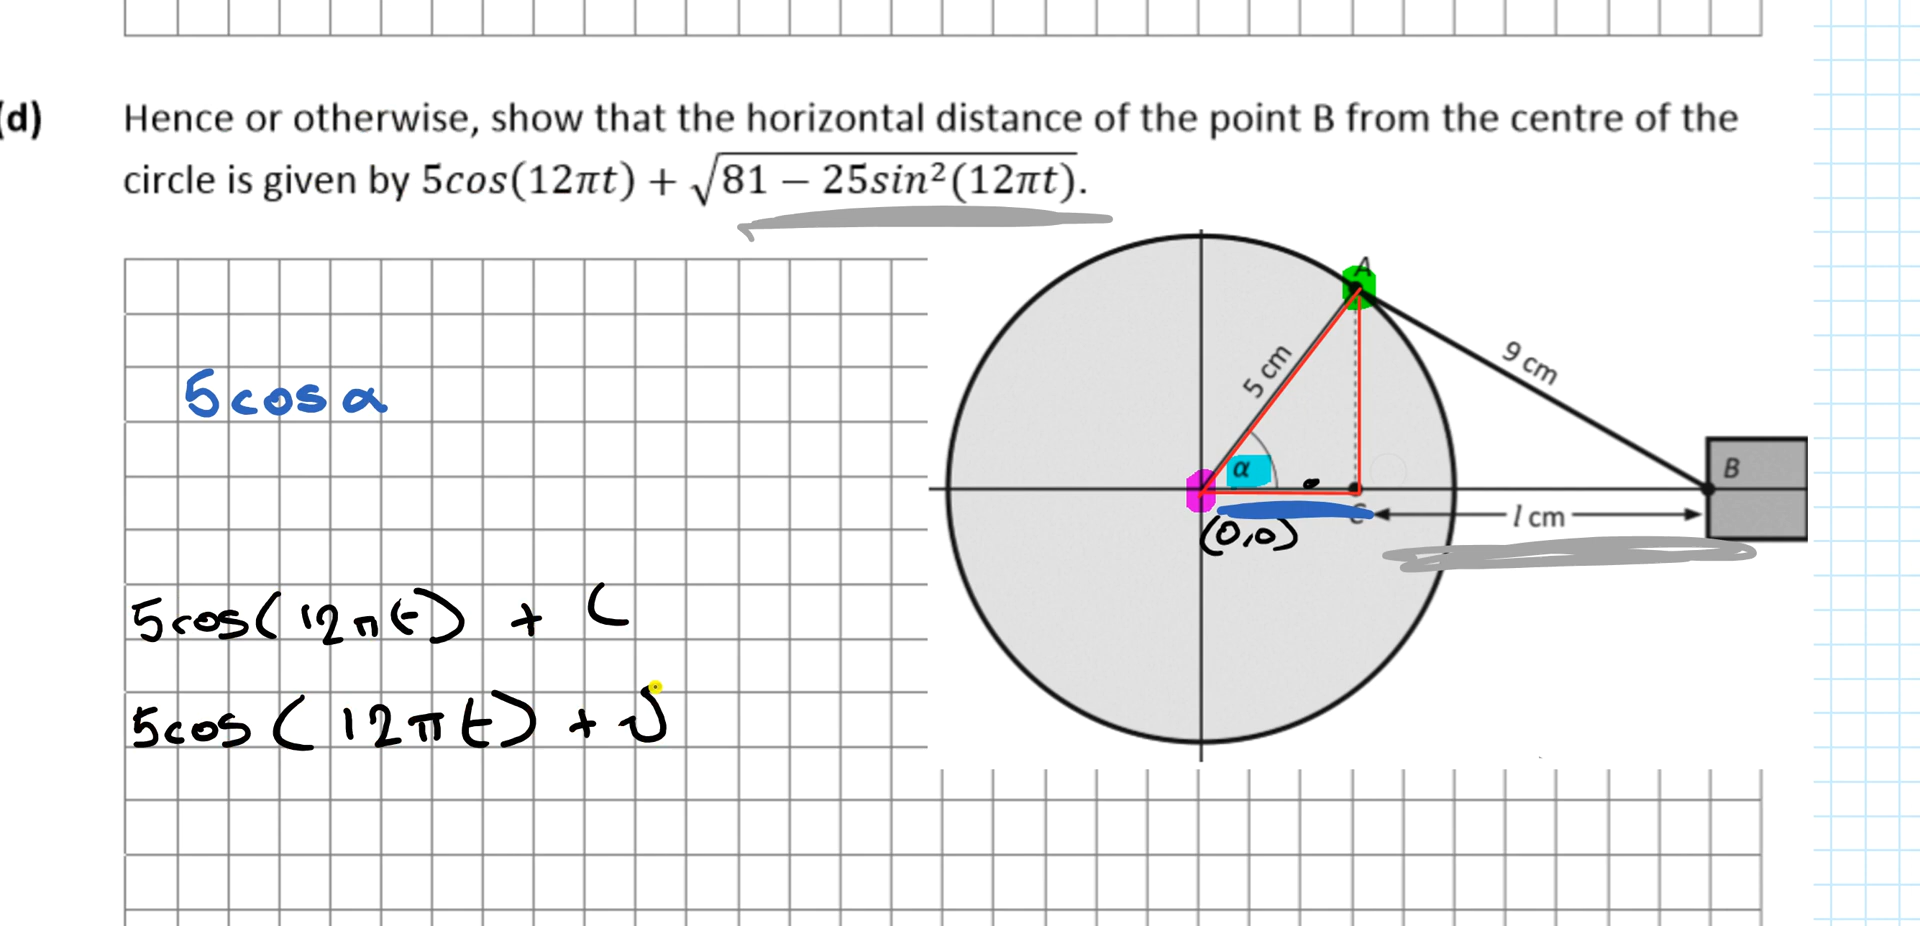 (d) Hence or otherwise, show that the horizontal distance of the point B from the centre of the
circle is given by 5cos(12πt) + √81 − 25sin²(12πt).
A
5 cm
9 cm
5cos α
α
B
C
l cm
(0,0)
5cos(12πt) + (
5cos(12πt) + √